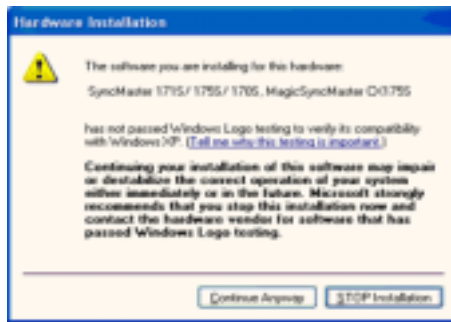 Hardware Installation
The software you are installing for this hardware:
SyncMaster 171S/ 175S/ 170S, MagicSyncMaster CX175S
has not passed Windows Logo testing to verify its compatibility
with Windows XP. (Tell me why this testing is important.)
Continuing your installation of this software may impair
or destabilize the correct operation of your system
either immediately or in the future. Microsoft strongly
recommends that you stop this installation now and
contact the hardware vendor for software that has
passed Windows Logo testing.
Continue Anyway
STOP Installation